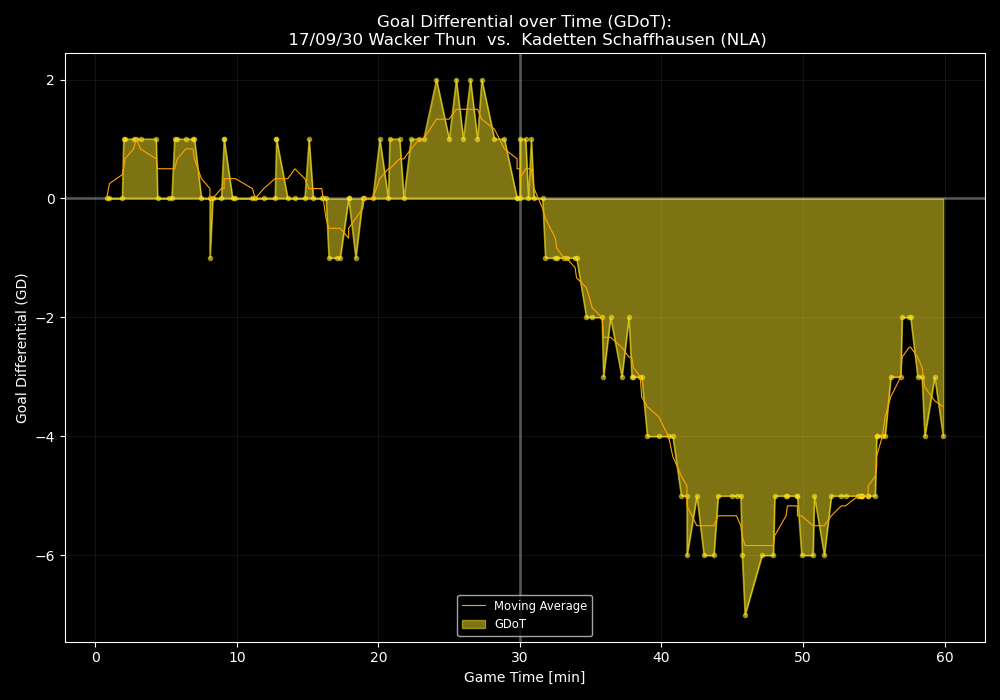 Goal Differential over Time (GDoT):
17/09/30 Wacker Thun  vs.  Kadetten Schaffhausen (NLA)
Goal Differential (GD)
2
0
−2
−4
−6
Moving Average
GDoT
0 10 20 30 40 50 60
Game Time [min]